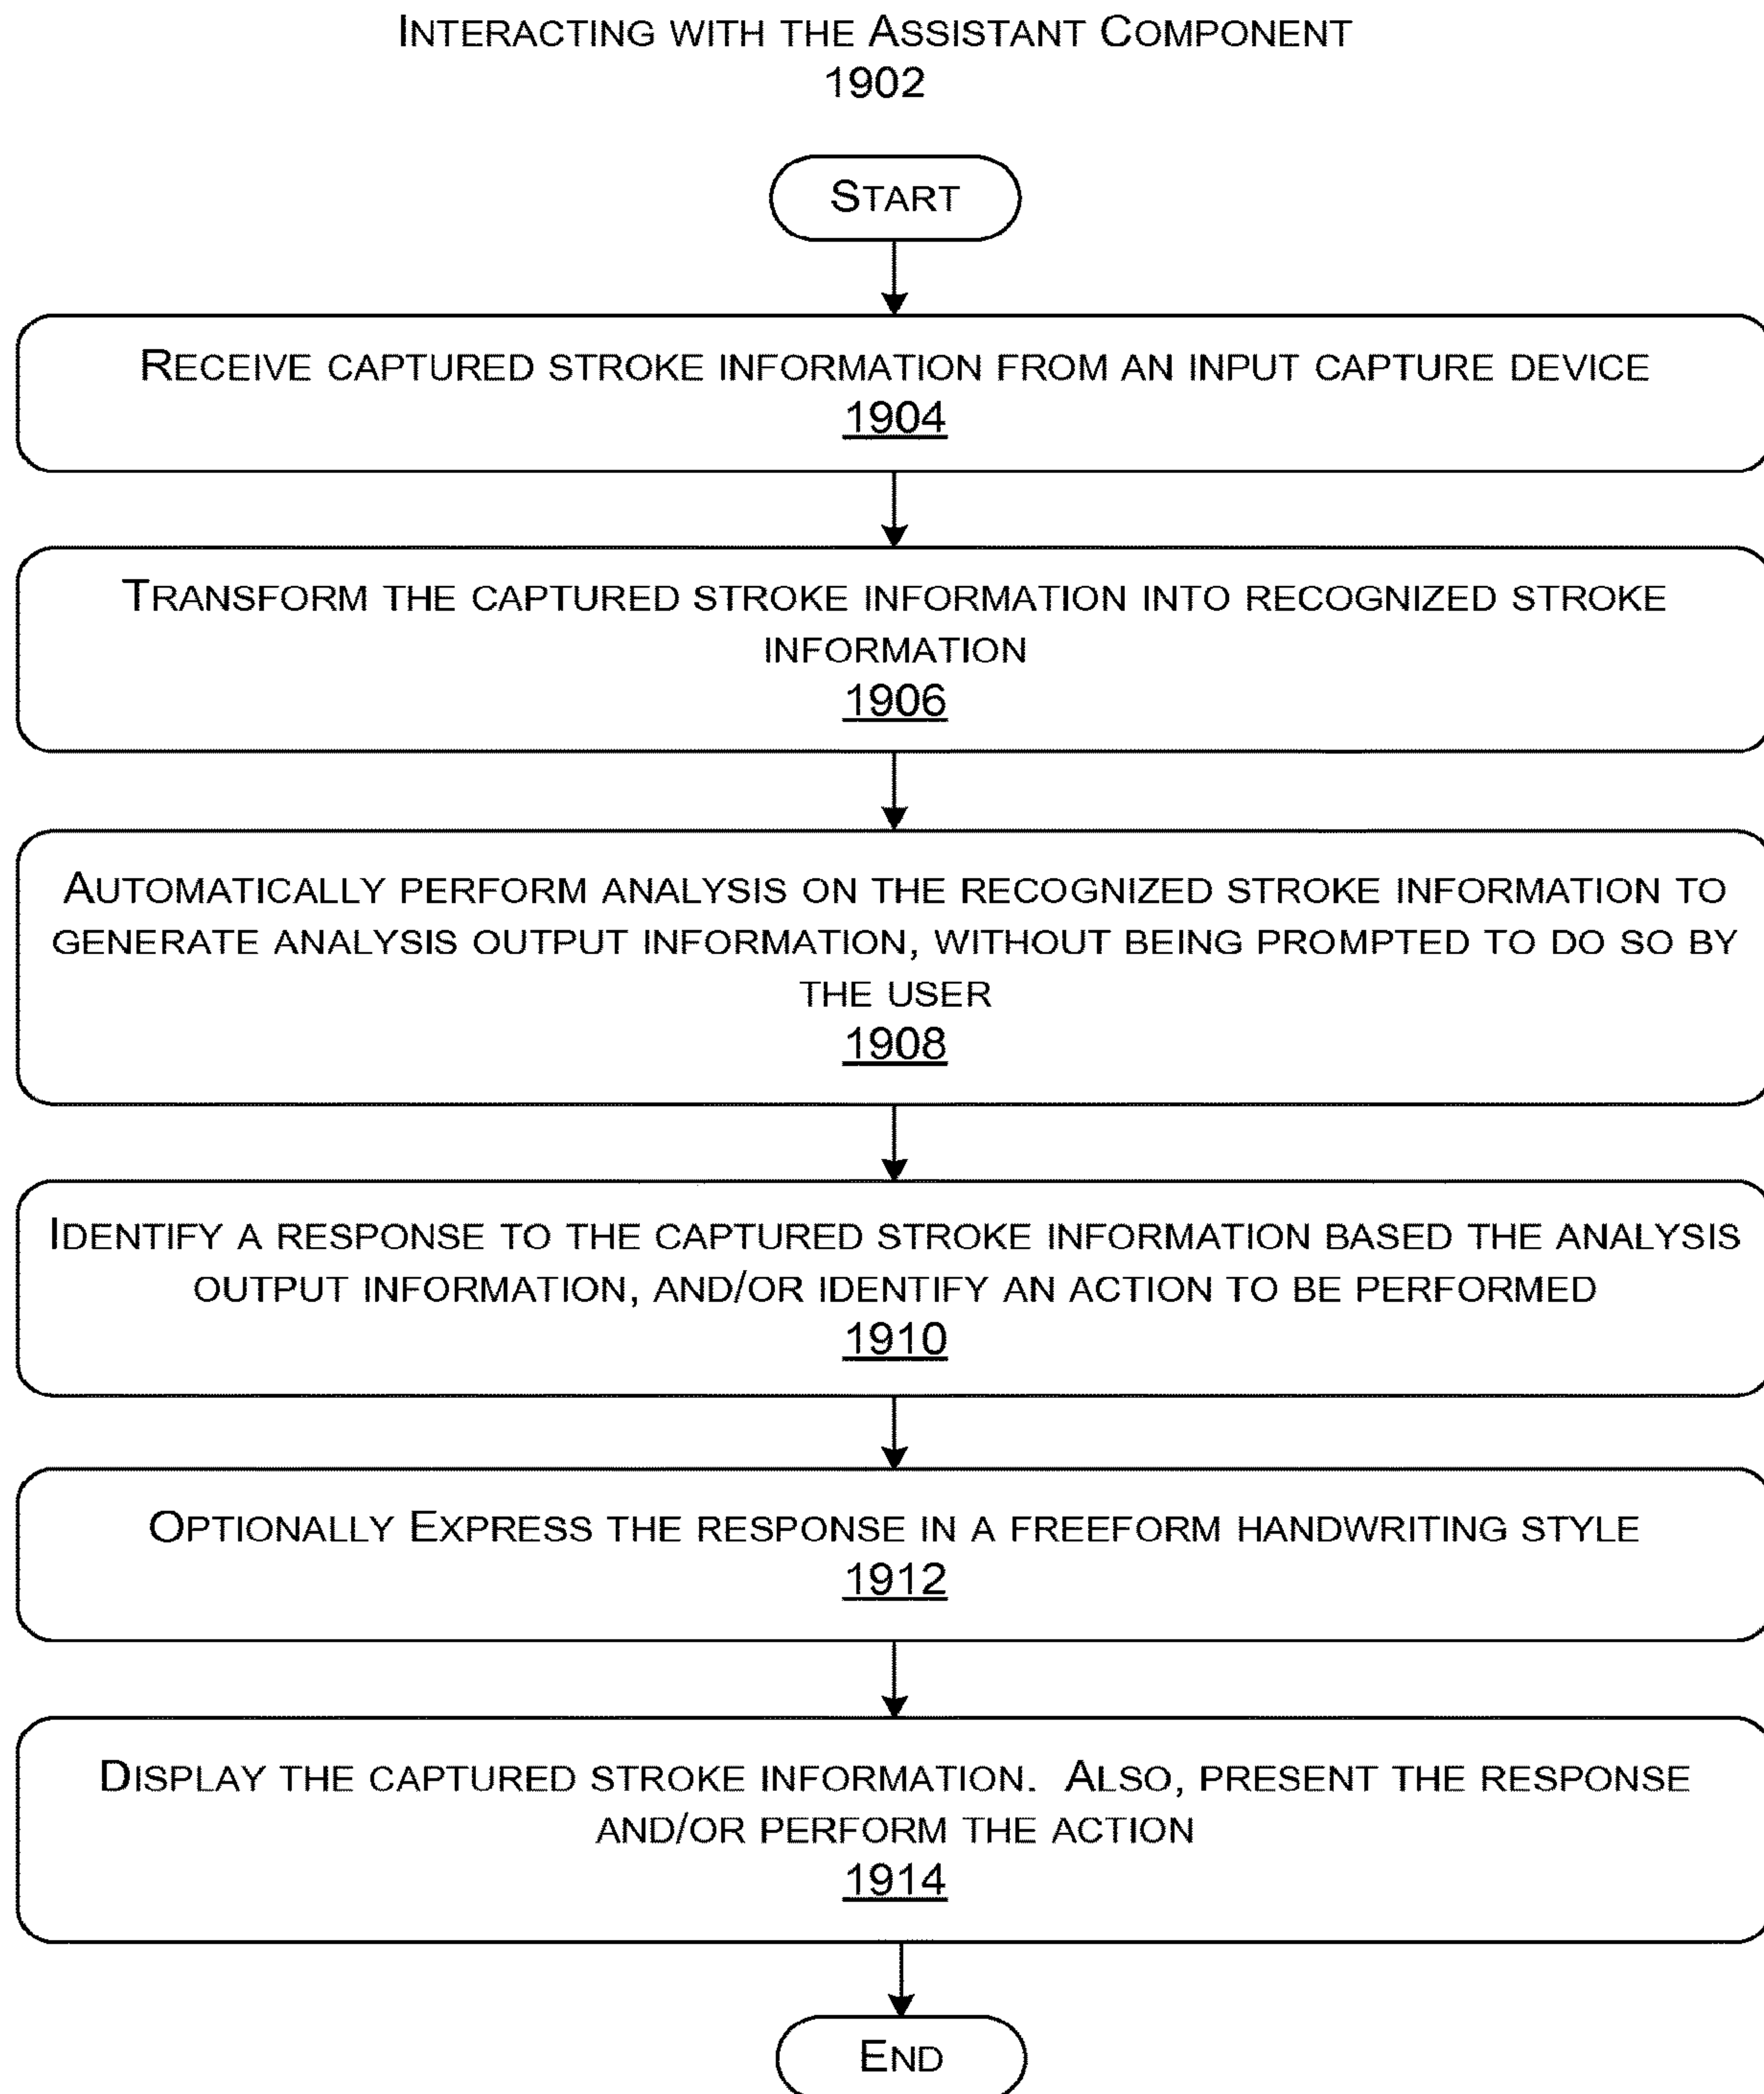 INTERACTING WITH THE ASSISTANT COMPONENT
1902
START
RECEIVE CAPTURED STROKE INFORMATION FROM AN INPUT CAPTURE DEVICE
1904
TRANSFORM THE CAPTURED STROKE INFORMATION INTO RECOGNIZED STROKE
INFORMATION
1906
AUTOMATICALLY PERFORM ANALYSIS ON THE RECOGNIZED STROKE INFORMATION TO
GENERATE ANALYSIS OUTPUT INFORMATION, WITHOUT BEING PROMPTED TO DO SO BY
THE USER
1908
IDENTIFY A RESPONSE TO THE CAPTURED STROKE INFORMATION BASED THE ANALYSIS
OUTPUT INFORMATION, AND/OR IDENTIFY AN ACTION TO BE PERFORMED
1910
OPTIONALLY EXPRESS THE RESPONSE IN A FREEFORM HANDWRITING STYLE
1912
DISPLAY THE CAPTURED STROKE INFORMATION. ALSO, PRESENT THE RESPONSE
AND/OR PERFORM THE ACTION
1914
END